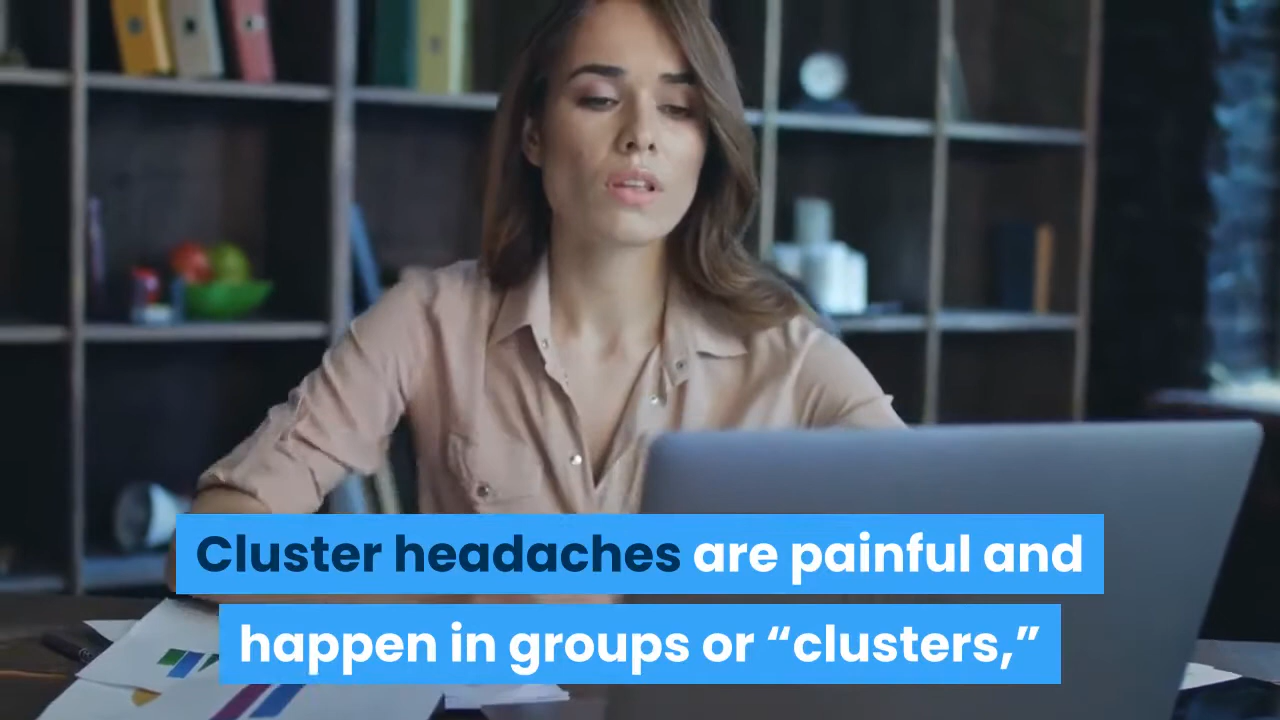 Cluster headaches are painful and
happen in groups or “clusters,”